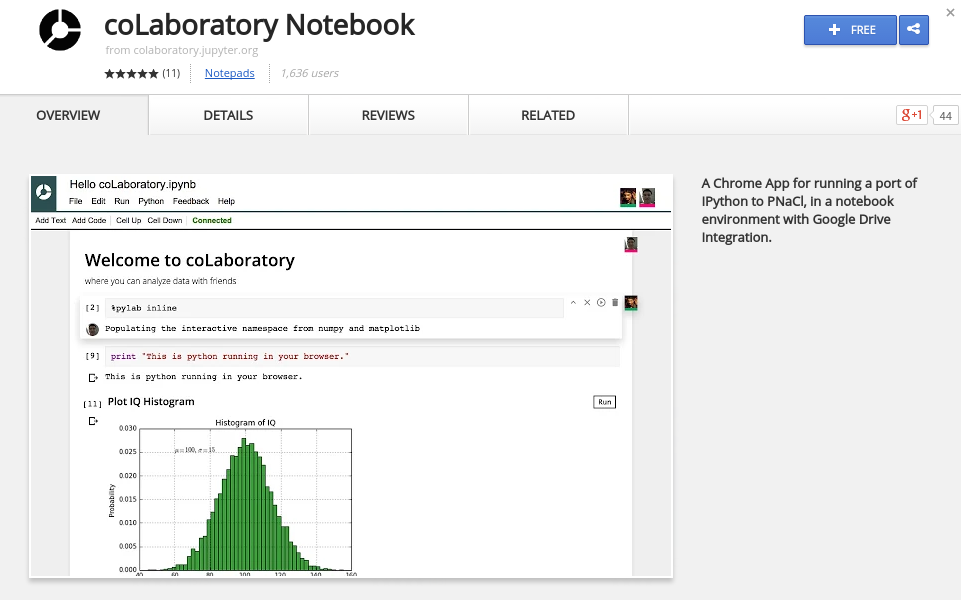 coLaboratory Notebook
from colaboratory.jupyter.org
(11) Notepads 1,636 users
FREE
OVERVIEW DETAILS REVIEWS RELATED
g+1 44
Hello coLaboratory.ipynb
File Edit Run Python Feedback Help
Add Text Add Code Cell Up Cell Down Connected
Welcome to coLaboratory
where you can analyze data with friends
[2] %pylab inline
Populating the interactive namespace from numpy and matplotlib
[9] print "This is python running in your browser."
This is python running in your browser.
[11] Plot IQ Histogram Run
Histogram of IQ
μ = 100, σ = 15
Probability
0.030
0.025
0.020
0.015
0.010
0.005
0.000
40 60 80 100 120 140 160
A Chrome App for running a port of
IPython to PNaCl, in a notebook
environment with Google Drive
Integration.